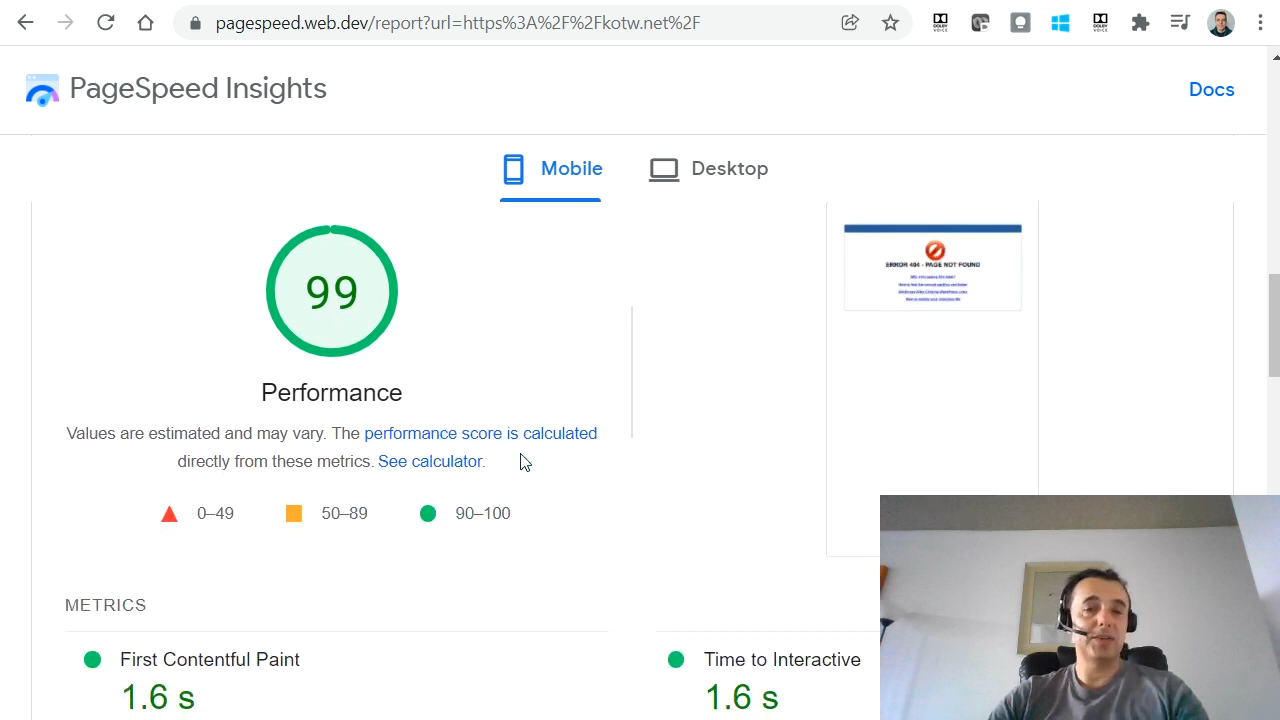 pagespeed.web.dev/report?url=https%3A%2F%2Fkotw.net%2F
PageSpeed Insights
Docs
Mobile
Desktop
99
ERROR 404 - PAGE NOT FOUND
Performance
Values are estimated and may vary. The performance score is calculated
directly from these metrics. See calculator.
0–49
50–89
90–100
METRICS
First Contentful Paint
Time to Interactive
1.6 s
1.6 s